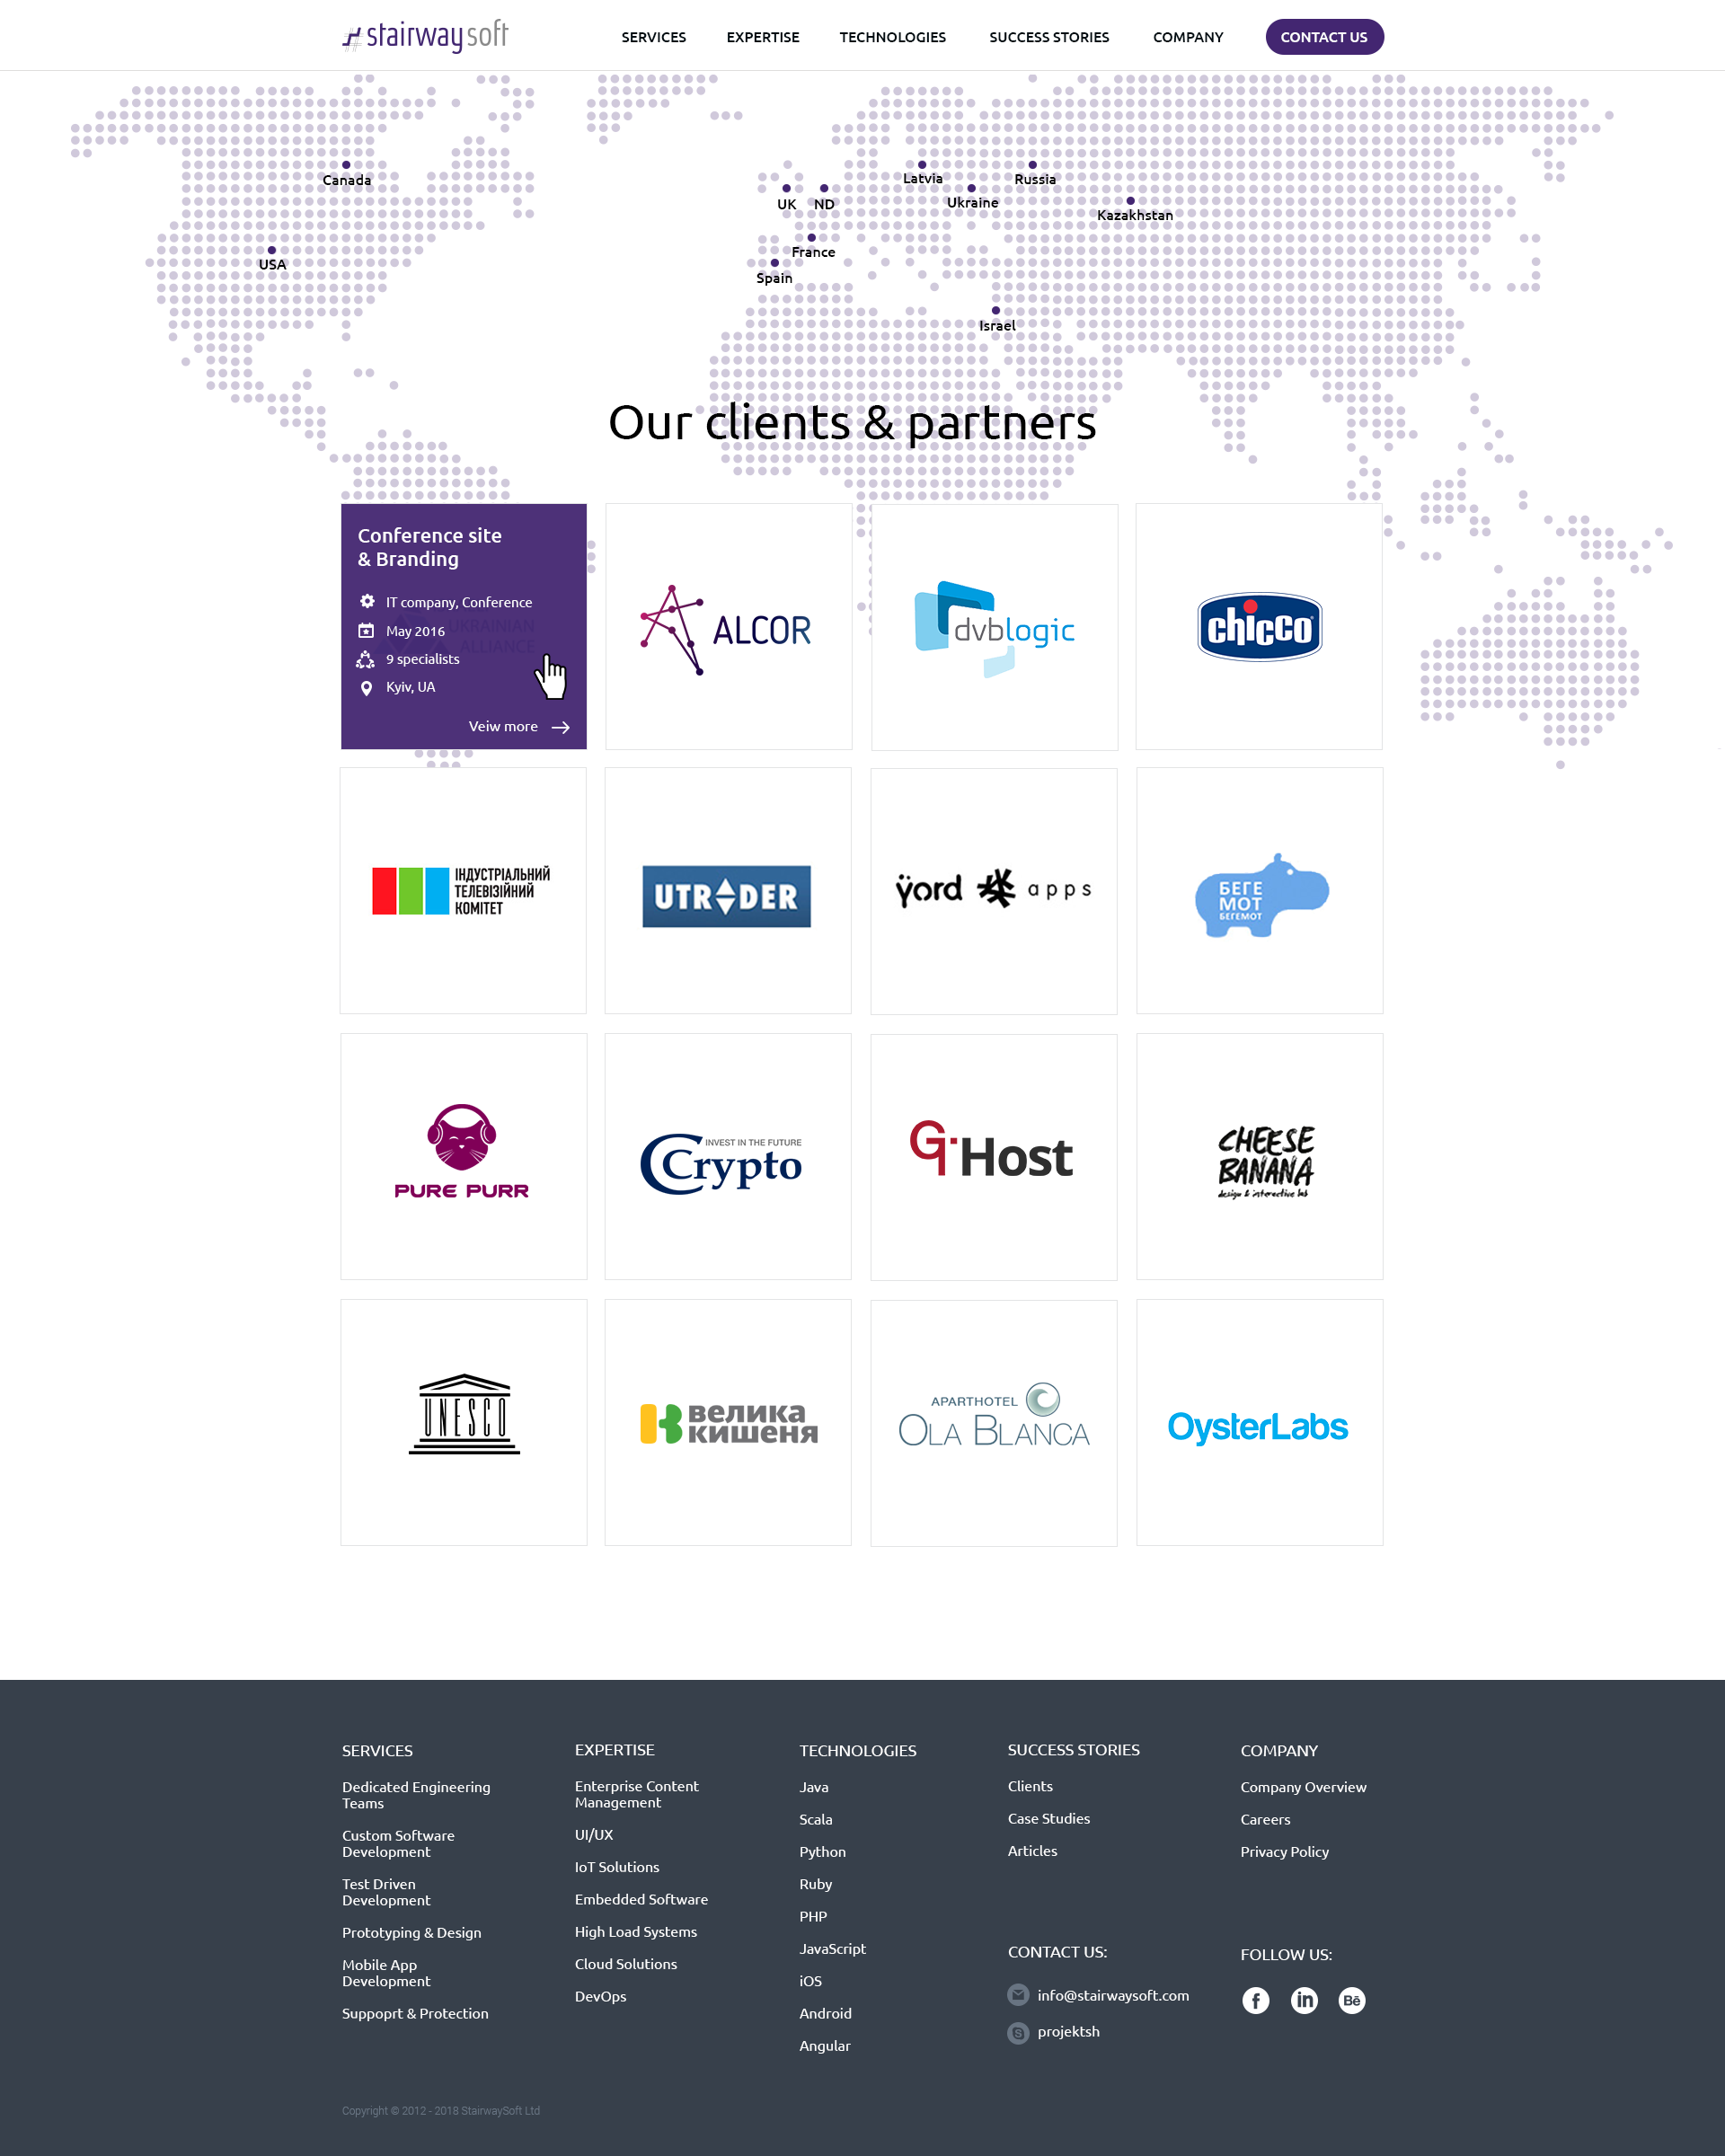 stairwaysoft
SERVICES
EXPERTISE
TECHNOLOGIES
SUCCESS STORIES
COMPANY
CONTACT US
Canada
Latvia
Russia
UK
ND
Ukraine
Kazakhstan
France
USA
Spain
Israel
Our clients & partners
Conference site
& Branding
IT company, Conference
UKRAINIAN
May 2016
ALLIANCE
9 specialists
Kyiv, UA
Veiw more
ALCOR
dvblogic
chicco
ІНДУСТРІАЛЬНИЙ
ТЕЛЕВІЗІЙНИЙ
КОМІТЕТ
UTRADER
yord apps
БЕГЕ
МОТ
БЕГЕМОТ
PURE PURR
INVEST IN THE FUTURE
Crypto
Gi Host
CHEESE
BANANA
design & interactive lab
UNESCO
велика
кишеня
APARTHOTEL
OLA BLANCA
OysterLabs
SERVICES
Dedicated Engineering
Teams
Custom Software
Development
Test Driven
Development
Prototyping & Design
Mobile App
Development
Suppoprt & Protection
EXPERTISE
Enterprise Content
Management
UI/UX
IoT Solutions
Embedded Software
High Load Systems
Cloud Solutions
DevOps
TECHNOLOGIES
Java
Scala
Python
Ruby
PHP
JavaScript
iOS
Android
Angular
SUCCESS STORIES
Clients
Case Studies
Articles
CONTACT US:
info@stairwaysoft.com
projektsh
COMPANY
Company Overview
Careers
Privacy Policy
FOLLOW US:
f
in
Bē
Copyright © 2012 - 2018 StairwaySoft Ltd